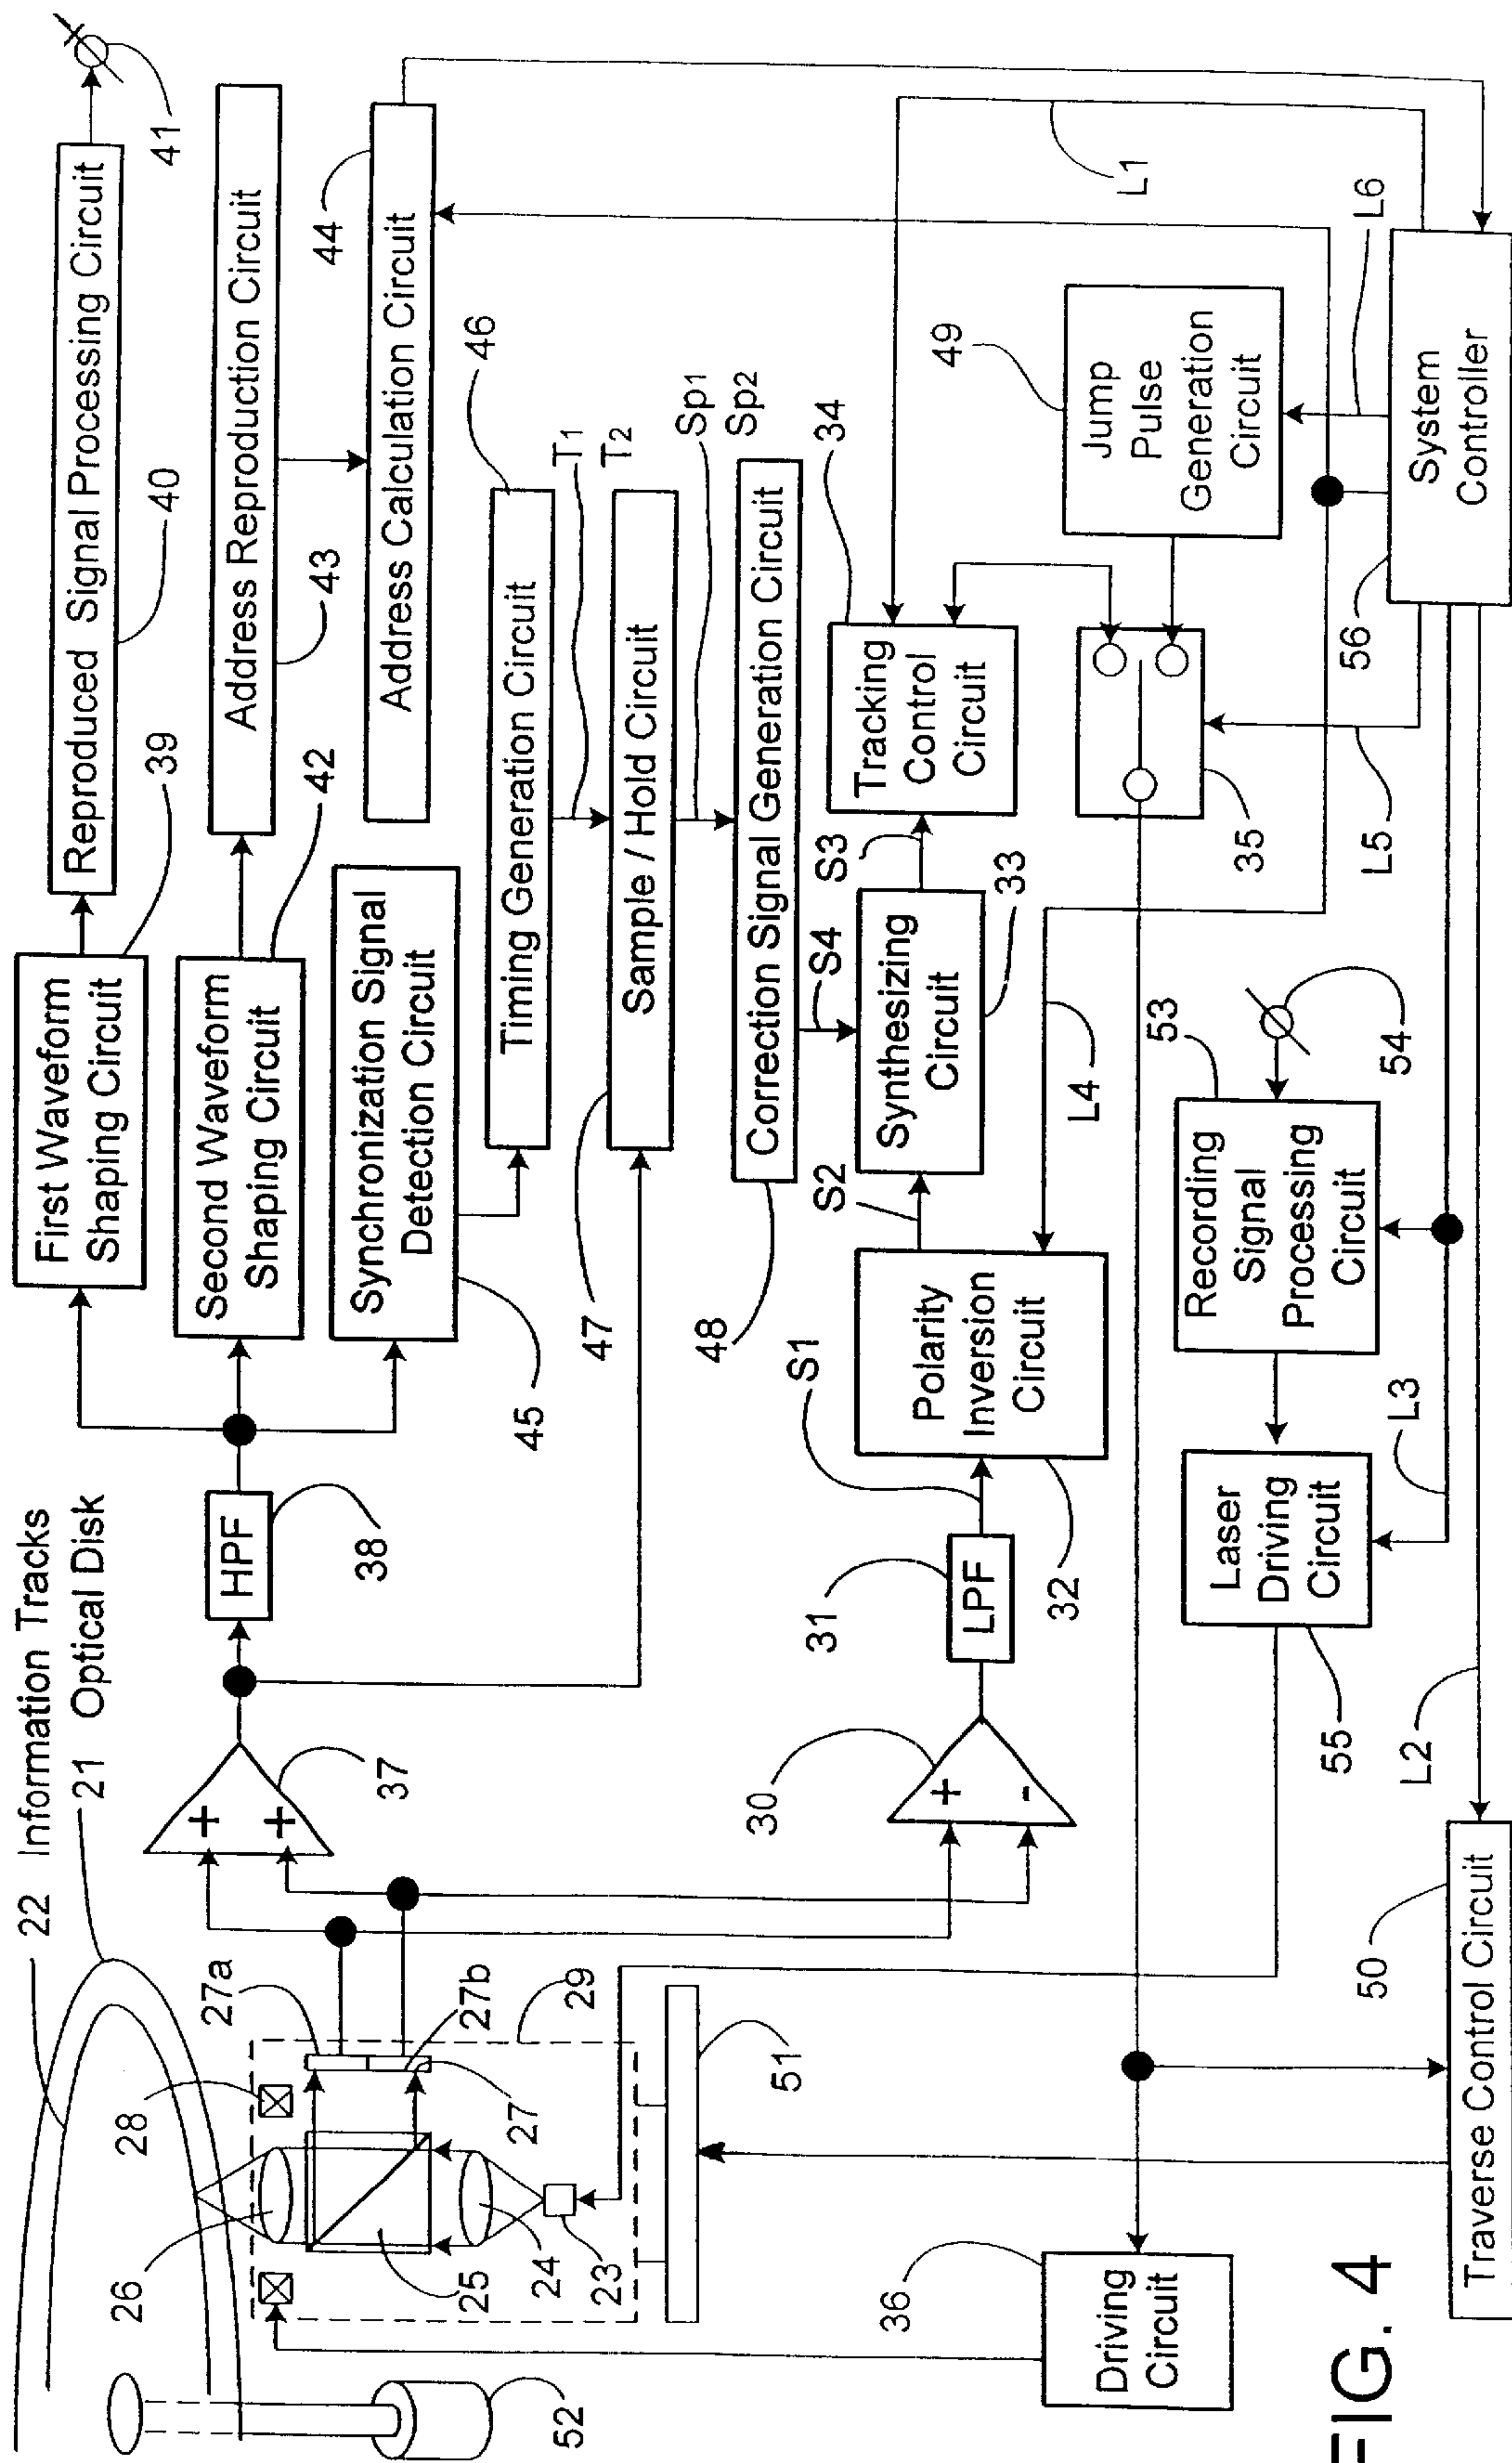 22 Information Tracks
21 Optical Disk
First Waveform
Shaping Circuit
39
Reproduced Signal Processing Circuit
40
41
Second Waveform
Shaping Circuit
42
Address Reproduction Circuit
43
Address Calculation Circuit
44
HPF
38
37
+
+
Synchronization Signal
Detection Circuit
45
Timing Generation Circuit
46
T1
T2
Sample / Hold Circuit
47
Sp1
Sp2
Correction Signal Generation Circuit
48
S4
26
28
27a
27b
27
29
25
24
23
51
52
30
+
-
31
LPF
S1
Polarity
Inversion
Circuit
32
S2
Synthesizing
Circuit
33
S3
Tracking
Control
Circuit
34
L1
L4
35
Jump
Pulse
Generation
Circuit
49
L6
L5
36
Driving
Circuit
Laser
Driving
Circuit
55
Recording
Signal
Processing
Circuit
53
54
L3
L2
System
Controller
56
50
Traverse Control Circuit
FIG. 4